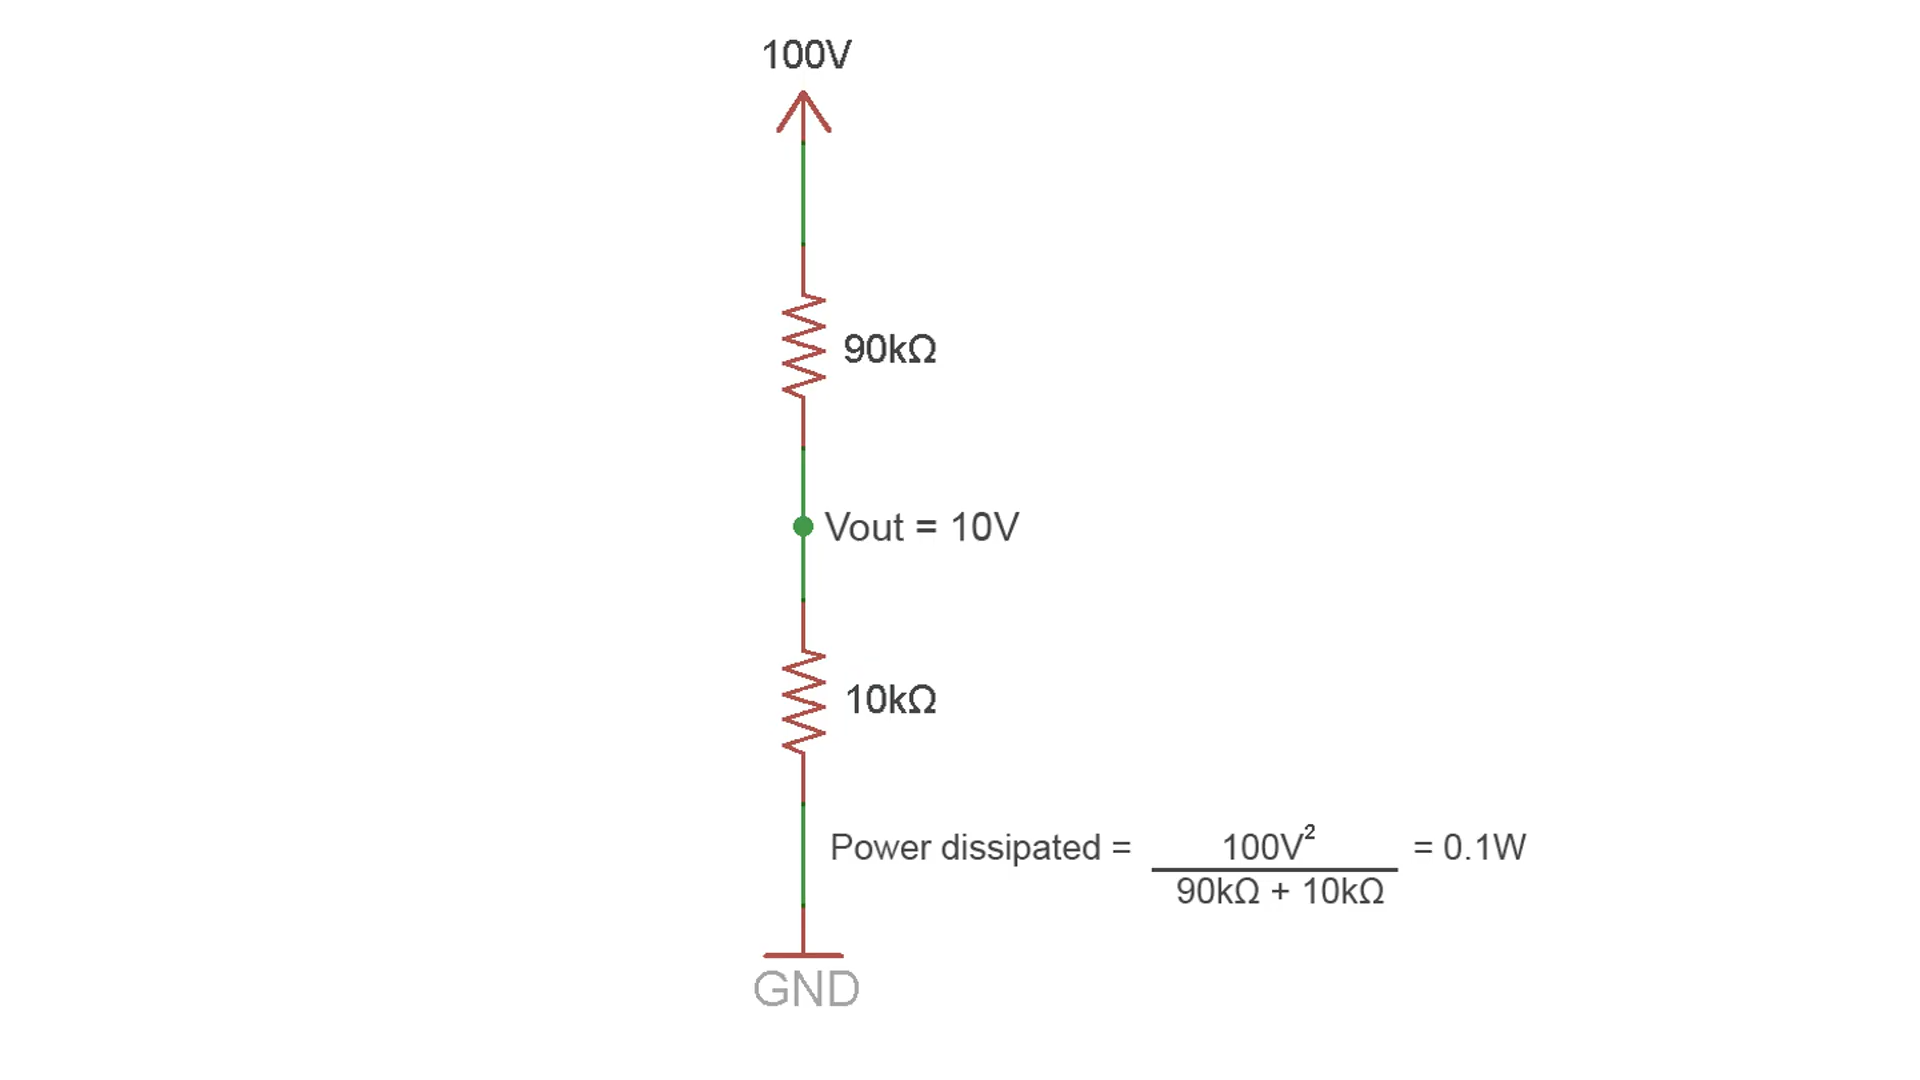 100V
90kΩ
Vout = 10V
10kΩ
Power dissipated = 100V² / 90kΩ + 10kΩ = 0.1W
GND